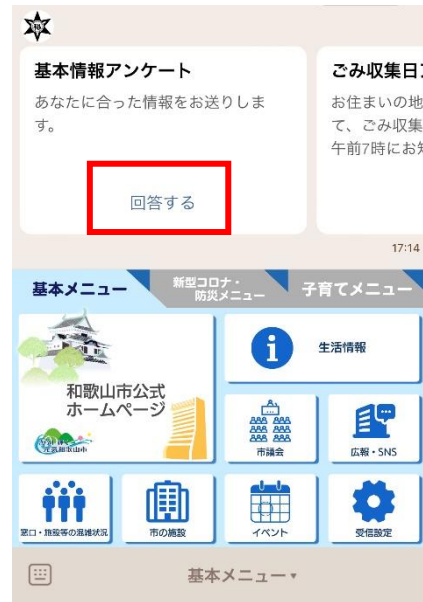 基本情報アンケート
あなたに合った情報をお送りしま
す。
回答する
ごみ収集日
お住まいの地
て、ごみ収集
午前7時にお
17:14
基本メニュー
新型コロナ・
防災メニュー
子育てメニュー
和歌山市公式
ホームページ
生活情報
市議会
広報・SNS
窓口・施設等の混雑状況
市の施設
イベント
受信設定
基本メニュー▾